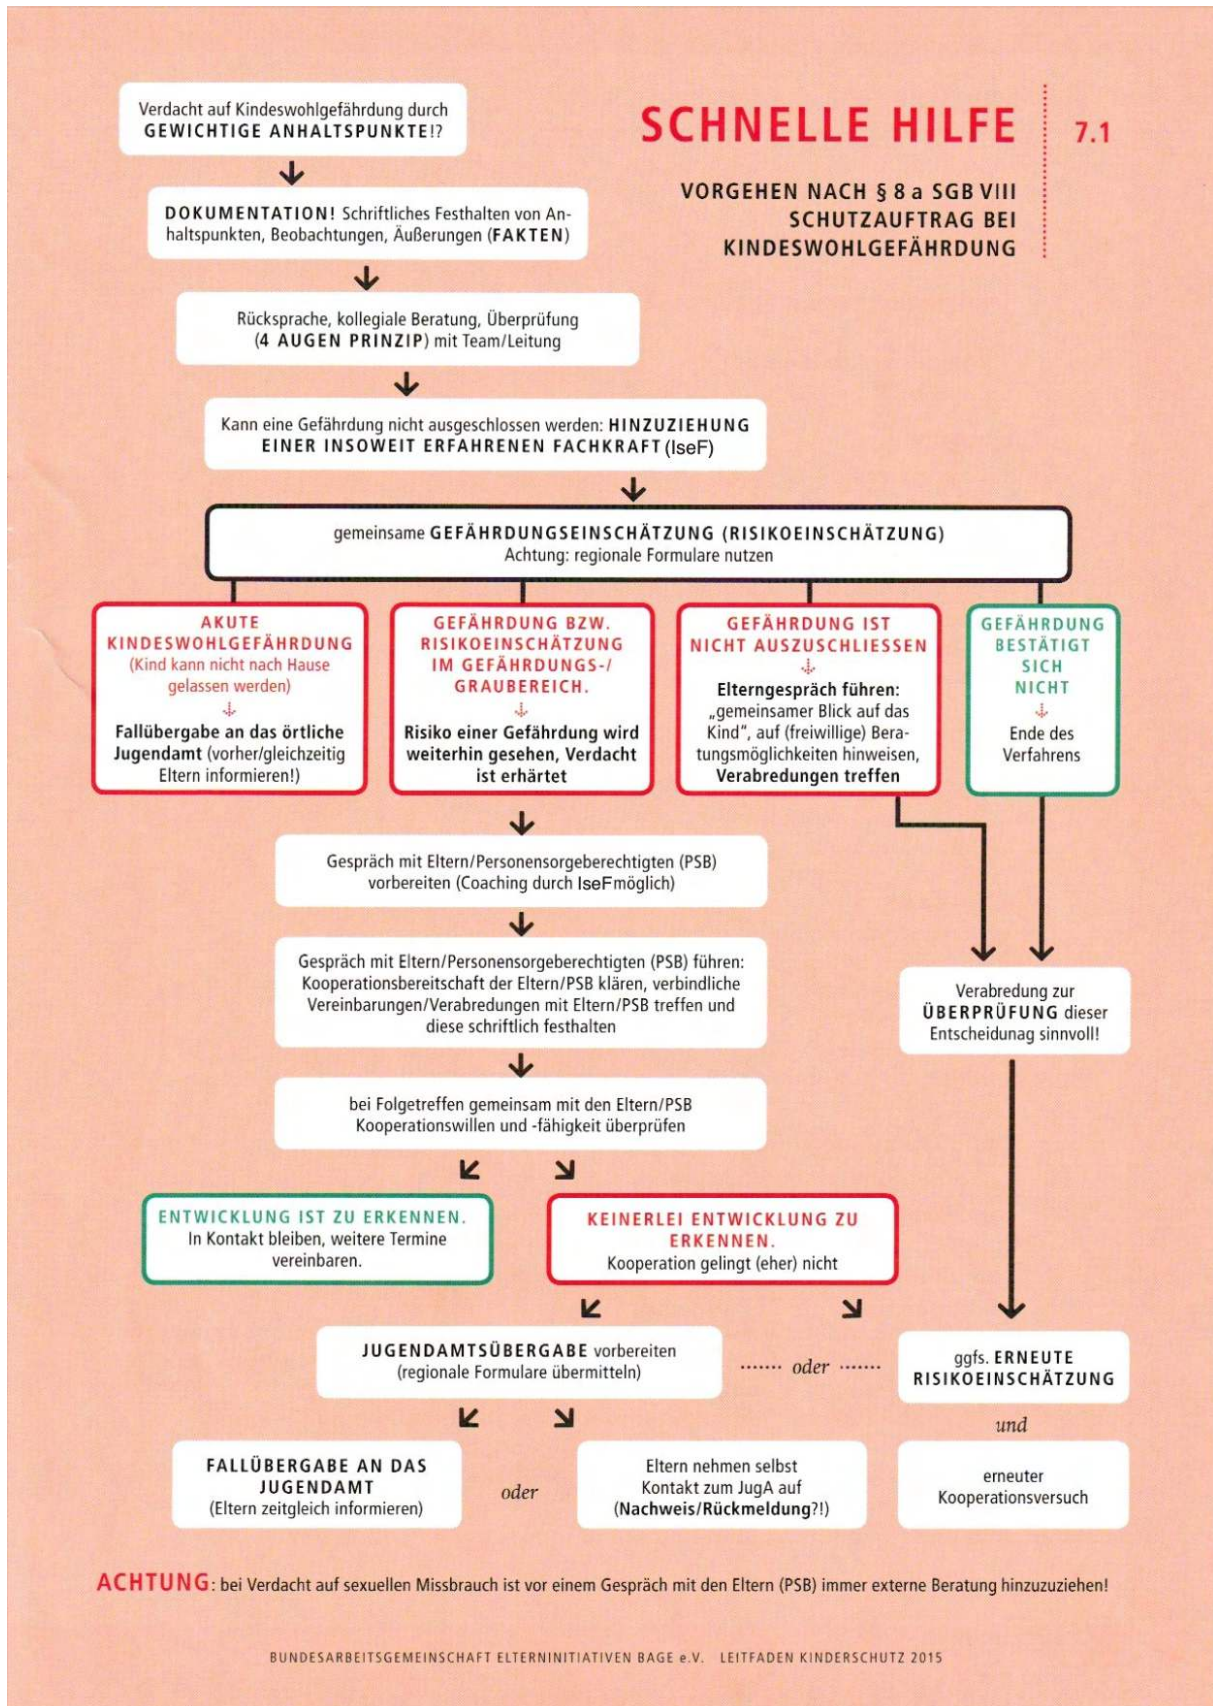 Verdacht auf Kindeswohlgefährdung durch
GEWICHTIGE ANHALTSPUNKTE!?
SCHNELLE HILFE
7.1
VORGEHEN NACH § 8 a SGB VIII
SCHUTZAUFTRAG BEI
KINDESWOHLGEFÄHRDUNG
DOKUMENTATION! Schriftliches Festhalten von An-
haltspunkten, Beobachtungen, Äußerungen (FAKTEN)
Rücksprache, kollegiale Beratung, Überprüfung
(4 AUGEN PRINZIP) mit Team/Leitung
Kann eine Gefährdung nicht ausgeschlossen werden: HINZUZIEHUNG
EINER INSOWEIT ERFAHRENEN FACHKRAFT (IseF)
gemeinsame GEFÄHRDUNGSEINSCHÄTZUNG (RISIKOEINSCHÄTZUNG)
Achtung: regionale Formulare nutzen
AKUTE
KINDESWOHLGEFÄHRDUNG
(Kind kann nicht nach Hause
gelassen werden)
Fallübergabe an das örtliche
Jugendamt (vorher/gleichzeitig
Eltern informieren!)
GEFÄHRDUNG BZW.
RISIKOEINSCHÄTZUNG
IM GEFÄHRDUNGS-/
GRAUBEREICH.
Risiko einer Gefährdung wird
weiterhin gesehen, Verdacht
ist erhärtet
GEFÄHRDUNG IST
NICHT AUSZUSCHLIESSEN
Elterngespräch führen:
„gemeinsamer Blick auf das
Kind“, auf (freiwillige) Bera-
tungsmöglichkeiten hinweisen,
Verabredungen treffen
GEFÄHRDUNG
BESTÄTIGT
SICH
NICHT
Ende des
Verfahrens
Gespräch mit Eltern/Personensorgeberechtigten (PSB)
vorbereiten (Coaching durch IseF möglich)
Gespräch mit Eltern/Personensorgeberechtigten (PSB) führen:
Kooperationsbereitschaft der Eltern/PSB klären, verbindliche
Vereinbarungen/Verabredungen mit Eltern/PSB treffen und
diese schriftlich festhalten
Verabredung zur
ÜBERPRÜFUNG dieser
Entscheidunag sinnvoll!
bei Folgetreffen gemeinsam mit den Eltern/PSB
Kooperationswillen und -fähigkeit überprüfen
ENTWICKLUNG IST ZU ERKENNEN.
In Kontakt bleiben, weitere Termine
vereinbaren.
KEINERLEI ENTWICKLUNG ZU
ERKENNEN.
Kooperation gelingt (eher) nicht
JUGENDAMTSÜBERGABE vorbereiten
(regionale Formulare übermitteln)
....... oder .......
ggfs. ERNEUTE
RISIKOEINSCHÄTZUNG
und
FALLÜBERGABE AN DAS
JUGENDAMT
(Eltern zeitgleich informieren)
oder
Eltern nehmen selbst
Kontakt zum JugA auf
(Nachweis/Rückmeldung?!)
erneuter
Kooperationsversuch
ACHTUNG: bei Verdacht auf sexuellen Missbrauch ist vor einem Gespräch mit den Eltern (PSB) immer externe Beratung hinzuzuziehen!
BUNDESARBEITSGEMEINSCHAFT ELTERNINITIATIVEN BAGE e.V. LEITFADEN KINDERSCHUTZ 2015